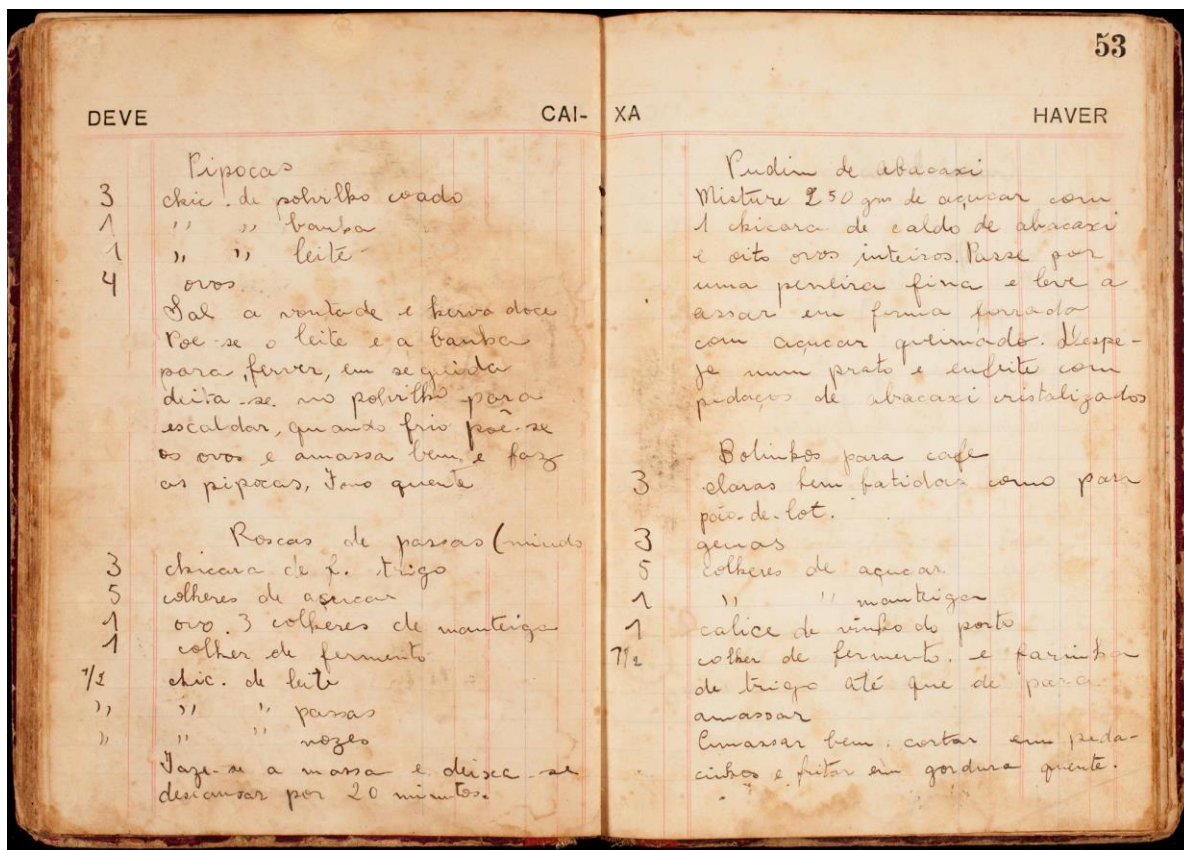 DEVE CAI-
Pipocas
3 chic. de polvilho coado
1 " " banha
1 " " leite
4 ovos
Sal a vontade e herva doce
Põe-se o leite e a banha
para ferver, em seguida
deita-se no polvilho para
escaldar, quando frio põe-se
os ovos e amassa bem e faz
as pipocas, Forno quente
Roscas de passas (miudo
3 chicara de f. trigo
5 colheres de açucar
1 ovo. 3 colheres de manteiga
1 colher de fermento
1/2 chic. de leite
" " " passas
" " " nozes
Faze-se a massa e deixe-se
descansar por 20 minutos.
53
XA HAVER
Pudim de abacaxi
Misture 250 grs de açucar com
1 chicara de caldo de abacaxi
e oito ovos inteiros. Passe por
uma peneira fina e leve a
assar em forma forrada
com açucar queimado. Despe-
je num prato e enfeite com
pedaços de abacaxi cristalizados
Bolinhos para cafe
3 claras bem batidas como para
pão-de-lot.
3 gemas
5 colheres de açucar
1 " " manteiga
1 calice de vinho do porto
1/2 colher de fermento. e farinha
de trigo até que de para
amassar
Amassar bem, cortar em peda-
cinhos e fritar em gordura quente.